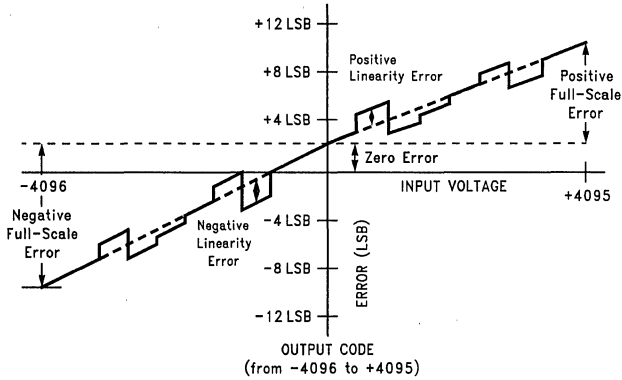 +12 LSB
Positive
Linearity Error
+8 LSB
Positive
Full-Scale
Error
+4 LSB
Zero Error
-4096
INPUT VOLTAGE
+4095
Negative
Full-Scale
Error
Negative
Linearity
Error
-4 LSB
-8 LSB
-12 LSB
ERROR (LSB)
OUTPUT CODE
(from -4096 to +4095)